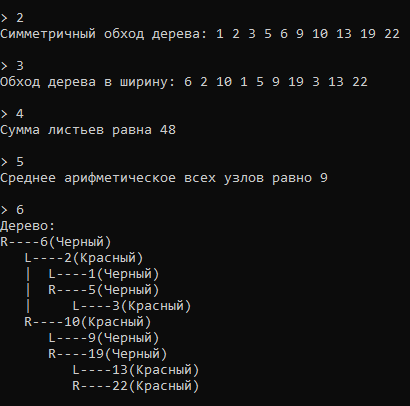 > 2
Симметричный обход дерева: 1 2 3 5 6 9 10 13 19 22
> 3
Обход дерева в ширину: 6 2 10 1 5 9 19 3 13 22
> 4
Сумма листьев равна 48
> 5
Среднее арифметическое всех узлов равно 9
> 6
Дерево:
R----6(Черный)
   L----2(Красный)
   |  L----1(Черный)
   |  R----5(Черный)
   |     L----3(Красный)
   R----10(Красный)
      L----9(Черный)
      R----19(Черный)
         L----13(Красный)
         R----22(Красный)